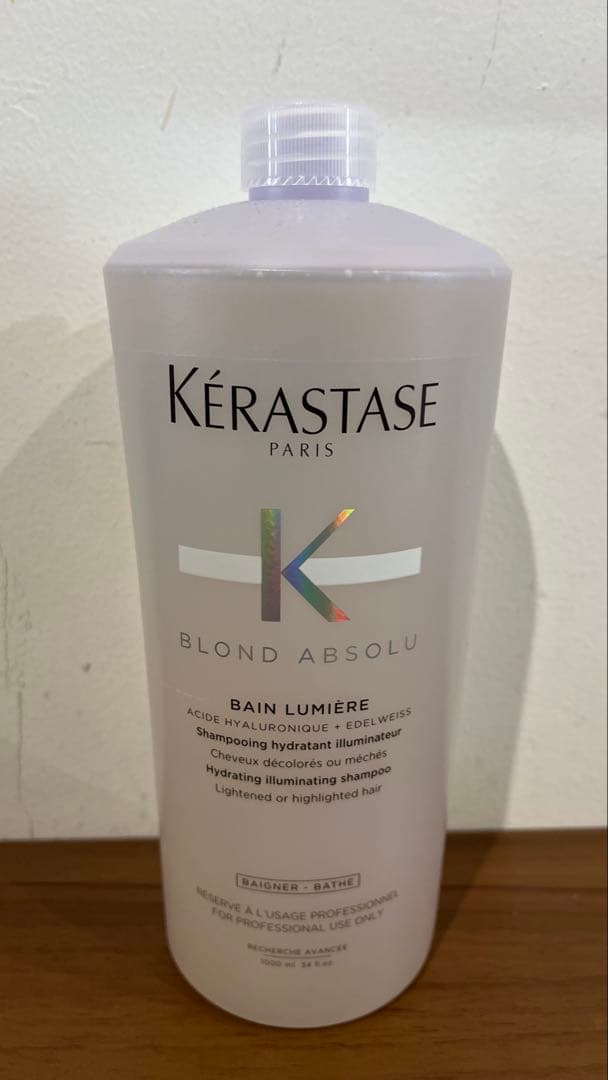 KÉRASTASE
PARIS
K
BLOND ABSOLU
BAIN LUMIÈRE
ACIDE HYALURONIQUE + EDELWEISS
Shampooing hydratant illuminateur
Cheveux décolorés ou méchés
Hydrating illuminating shampoo
Lightened or highlighted hair
BAIGNER - BATHE
RÉSERVÉ À L'USAGE PROFESSIONNEL
FOR PROFESSIONAL USE ONLY
RECHERCHE AVANCÉE
1000 ml 34 fl.oz.